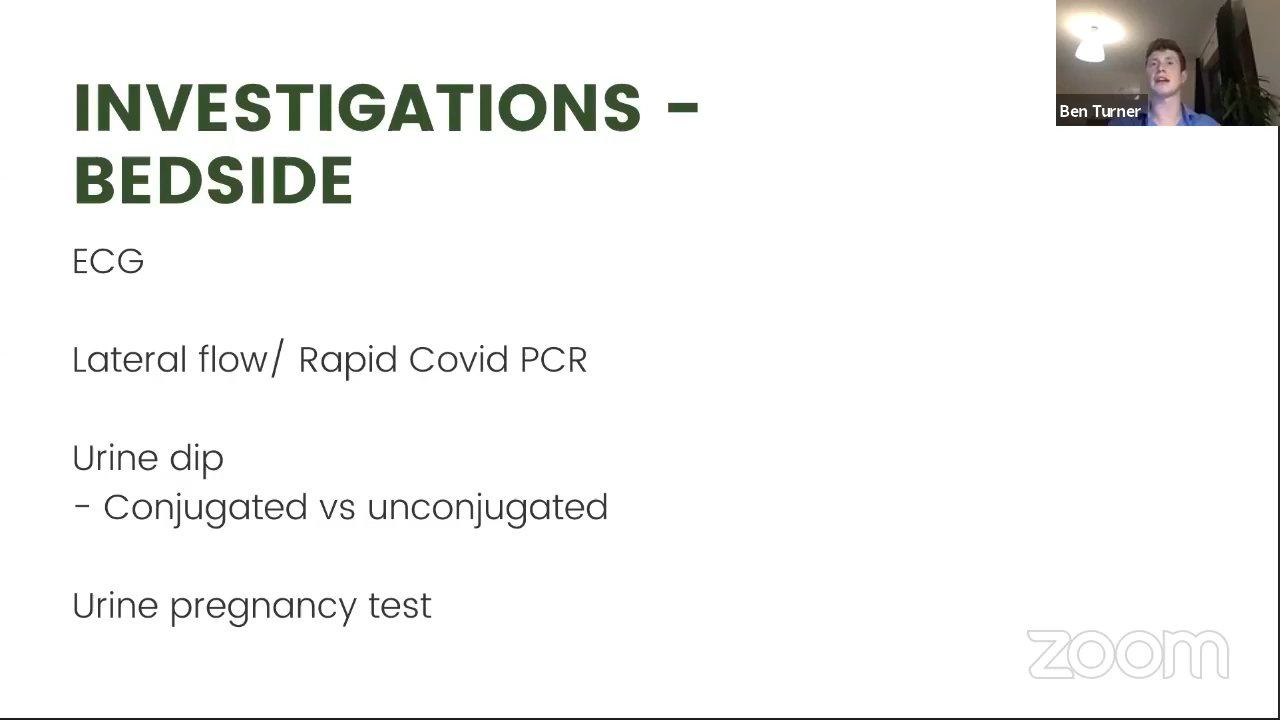 INVESTIGATIONS -
BEDSIDE
Ben Turner
ECG
Lateral flow/ Rapid Covid PCR
Urine dip
- Conjugated vs unconjugated
Urine pregnancy test
zoom